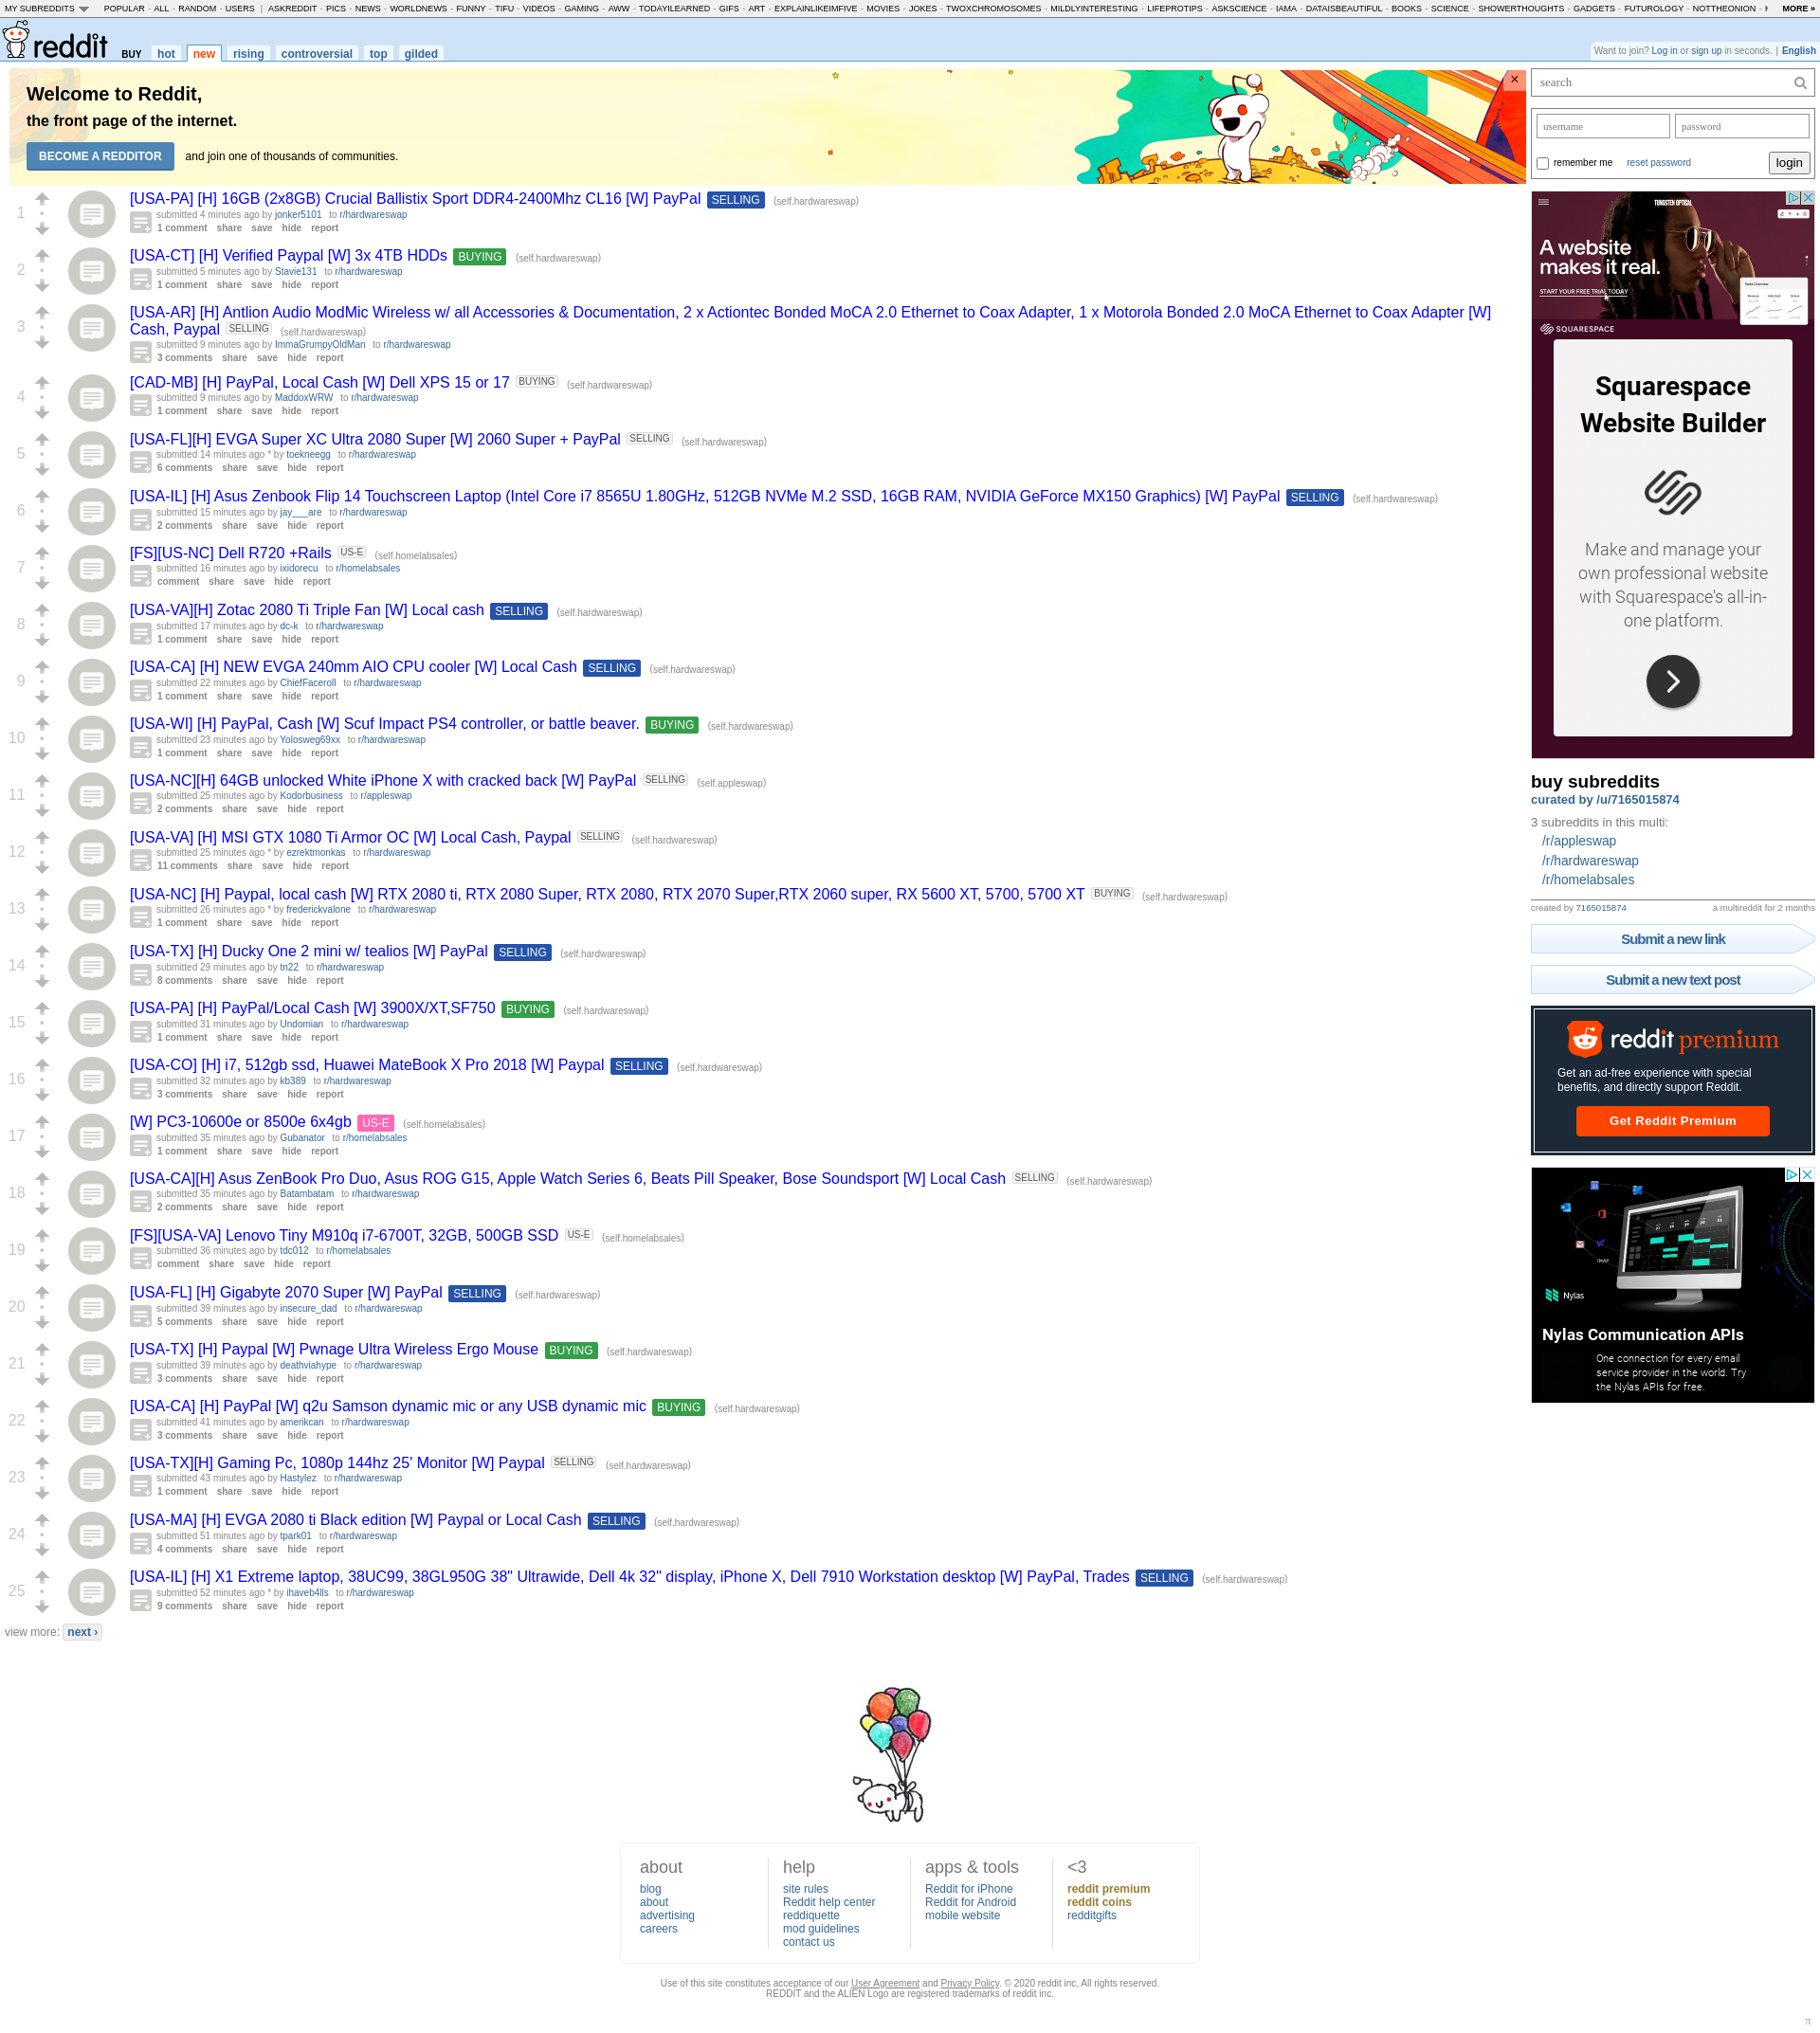 MY SUBREDDITS POPULAR - ALL - RANDOM - USERS | ASKREDDIT - PICS - NEWS - WORLDNEWS - FUNNY - TIFU - VIDEOS - GAMING - AWW - TODAYILEARNED - GIFS - ART - EXPLAINLIKEIMFIVE - MOVIES - JOKES - TWOXCHROMOSOMES - MILDLYINTERESTING - LIFEPROTIPS - ASKSCIENCE - IAMA - DATAISBEAUTIFUL - BOOKS - SCIENCE - SHOWERTHOUGHTS - GADGETS - FUTUROLOGY - NOTTHEONION - MORE »
reddit BUY hot new rising controversial top gilded
Want to join? Log in or sign up in seconds. | English
Welcome to Reddit,
the front page of the internet.
BECOME A REDDITOR and join one of thousands of communities.
×
1
[USA-PA] [H] 16GB (2x8GB) Crucial Ballistix Sport DDR4-2400Mhz CL16 [W] PayPal SELLING (self.hardwareswap)
submitted 4 minutes ago by jonker5101 to r/hardwareswap
1 comment share save hide report
2
[USA-CT] [H] Verified Paypal [W] 3x 4TB HDDs BUYING (self.hardwareswap)
submitted 5 minutes ago by Stavie131 to r/hardwareswap
1 comment share save hide report
3
[USA-AR] [H] Antlion Audio ModMic Wireless w/ all Accessories & Documentation, 2 x Actiontec Bonded MoCA 2.0 Ethernet to Coax Adapter, 1 x Motorola Bonded 2.0 MoCA Ethernet to Coax Adapter [W]
Cash, Paypal SELLING (self.hardwareswap)
submitted 9 minutes ago by ImmaGrumpyOldMan to r/hardwareswap
3 comments share save hide report
4
[CAD-MB] [H] PayPal, Local Cash [W] Dell XPS 15 or 17 BUYING (self.hardwareswap)
submitted 9 minutes ago by MaddoxWRW to r/hardwareswap
1 comment share save hide report
5
[USA-FL][H] EVGA Super XC Ultra 2080 Super [W] 2060 Super + PayPal SELLING (self.hardwareswap)
submitted 14 minutes ago * by toekneegg to r/hardwareswap
6 comments share save hide report
6
[USA-IL] [H] Asus Zenbook Flip 14 Touchscreen Laptop (Intel Core i7 8565U 1.80GHz, 512GB NVMe M.2 SSD, 16GB RAM, NVIDIA GeForce MX150 Graphics) [W] PayPal SELLING (self.hardwareswap)
submitted 15 minutes ago by jay___are to r/hardwareswap
2 comments share save hide report
7
[FS][US-NC] Dell R720 +Rails US-E (self.homelabsales)
submitted 16 minutes ago by ixidorecu to r/homelabsales
comment share save hide report
8
[USA-VA][H] Zotac 2080 Ti Triple Fan [W] Local cash SELLING (self.hardwareswap)
submitted 17 minutes ago by dc-k to r/hardwareswap
1 comment share save hide report
9
[USA-CA] [H] NEW EVGA 240mm AIO CPU cooler [W] Local Cash SELLING (self.hardwareswap)
submitted 22 minutes ago by ChiefFaceroll to r/hardwareswap
1 comment share save hide report
10
[USA-WI] [H] PayPal, Cash [W] Scuf Impact PS4 controller, or battle beaver. BUYING (self.hardwareswap)
submitted 23 minutes ago by Yolosweg69xx to r/hardwareswap
1 comment share save hide report
11
[USA-NC][H] 64GB unlocked White iPhone X with cracked back [W] PayPal SELLING (self.appleswap)
submitted 25 minutes ago by Kodorbusiness to r/appleswap
2 comments share save hide report
12
[USA-VA] [H] MSI GTX 1080 Ti Armor OC [W] Local Cash, Paypal SELLING (self.hardwareswap)
submitted 25 minutes ago * by ezrektmonkas to r/hardwareswap
11 comments share save hide report
13
[USA-NC] [H] Paypal, local cash [W] RTX 2080 ti, RTX 2080 Super, RTX 2080, RTX 2070 Super,RTX 2060 super, RX 5600 XT, 5700, 5700 XT BUYING (self.hardwareswap)
submitted 26 minutes ago * by frederickvalone to r/hardwareswap
1 comment share save hide report
14
[USA-TX] [H] Ducky One 2 mini w/ tealios [W] PayPal SELLING (self.hardwareswap)
submitted 29 minutes ago by tn22 to r/hardwareswap
8 comments share save hide report
15
[USA-PA] [H] PayPal/Local Cash [W] 3900X/XT,SF750 BUYING (self.hardwareswap)
submitted 31 minutes ago by Undomian to r/hardwareswap
1 comment share save hide report
16
[USA-CO] [H] i7, 512gb ssd, Huawei MateBook X Pro 2018 [W] Paypal SELLING (self.hardwareswap)
submitted 32 minutes ago by kb389 to r/hardwareswap
3 comments share save hide report
17
[W] PC3-10600e or 8500e 6x4gb US-E (self.homelabsales)
submitted 35 minutes ago by Gubanator to r/homelabsales
1 comment share save hide report
18
[USA-CA][H] Asus ZenBook Pro Duo, Asus ROG G15, Apple Watch Series 6, Beats Pill Speaker, Bose Soundsport [W] Local Cash SELLING (self.hardwareswap)
submitted 35 minutes ago by Batambatam to r/hardwareswap
2 comments share save hide report
19
[FS][USA-VA] Lenovo Tiny M910q i7-6700T, 32GB, 500GB SSD US-E (self.homelabsales)
submitted 36 minutes ago by tdc012 to r/homelabsales
comment share save hide report
20
[USA-FL] [H] Gigabyte 2070 Super [W] PayPal SELLING (self.hardwareswap)
submitted 39 minutes ago by insecure_dad to r/hardwareswap
5 comments share save hide report
21
[USA-TX] [H] Paypal [W] Pwnage Ultra Wireless Ergo Mouse BUYING (self.hardwareswap)
submitted 39 minutes ago by deathviahype to r/hardwareswap
3 comments share save hide report
22
[USA-CA] [H] PayPal [W] q2u Samson dynamic mic or any USB dynamic mic BUYING (self.hardwareswap)
submitted 41 minutes ago by amerikcan to r/hardwareswap
3 comments share save hide report
23
[USA-TX][H] Gaming Pc, 1080p 144hz 25' Monitor [W] Paypal SELLING (self.hardwareswap)
submitted 43 minutes ago by Hastylez to r/hardwareswap
1 comment share save hide report
24
[USA-MA] [H] EVGA 2080 ti Black edition [W] Paypal or Local Cash SELLING (self.hardwareswap)
submitted 51 minutes ago by tpark01 to r/hardwareswap
4 comments share save hide report
25
[USA-IL] [H] X1 Extreme laptop, 38UC99, 38GL950G 38" Ultrawide, Dell 4k 32" display, iPhone X, Dell 7910 Workstation desktop [W] PayPal, Trades SELLING (self.hardwareswap)
submitted 52 minutes ago * by ihaveb4lls to r/hardwareswap
9 comments share save hide report
view more: next ›
search
username password
remember me reset password login
TUNGSTEN OPTICAL
A website
makes it real.
START YOUR FREE TRIAL TODAY
SQUARESPACE
Squarespace
Website Builder
Make and manage your
own professional website
with Squarespace's all-in-
one platform.
buy subreddits
curated by /u/7165015874
3 subreddits in this multi:
/r/appleswap
/r/hardwareswap
/r/homelabsales
created by 7165015874 a multireddit for 2 months
Submit a new link
Submit a new text post
reddit premium
Get an ad-free experience with special
benefits, and directly support Reddit.
Get Reddit Premium
IMAP
Nylas
Nylas Communication APIs
One connection for every email
service provider in the world. Try
the Nylas APIs for free.
about
blog
about
advertising
careers
help
site rules
Reddit help center
reddiquette
mod guidelines
contact us
apps & tools
Reddit for iPhone
Reddit for Android
mobile website
<3
reddit premium
reddit coins
redditgifts
Use of this site constitutes acceptance of our User Agreement and Privacy Policy. © 2020 reddit inc. All rights reserved.
REDDIT and the ALIEN Logo are registered trademarks of reddit inc.
π